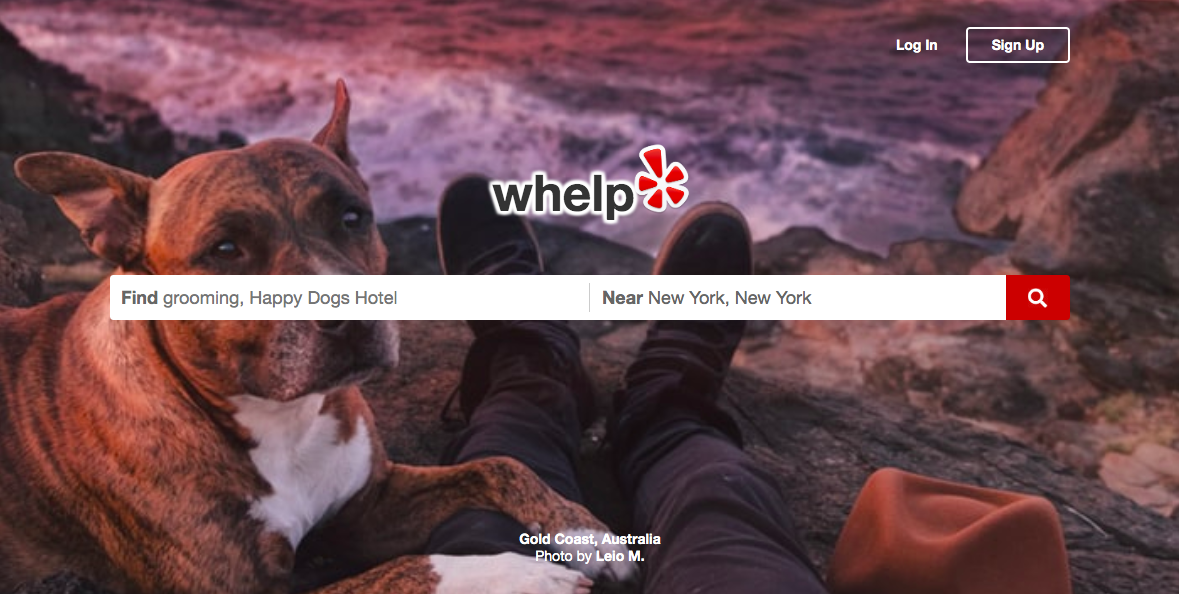 Log In
Sign Up
whelp
Find grooming, Happy Dogs Hotel
Near New York, New York
Gold Coast, Australia
Photo by Leio M.